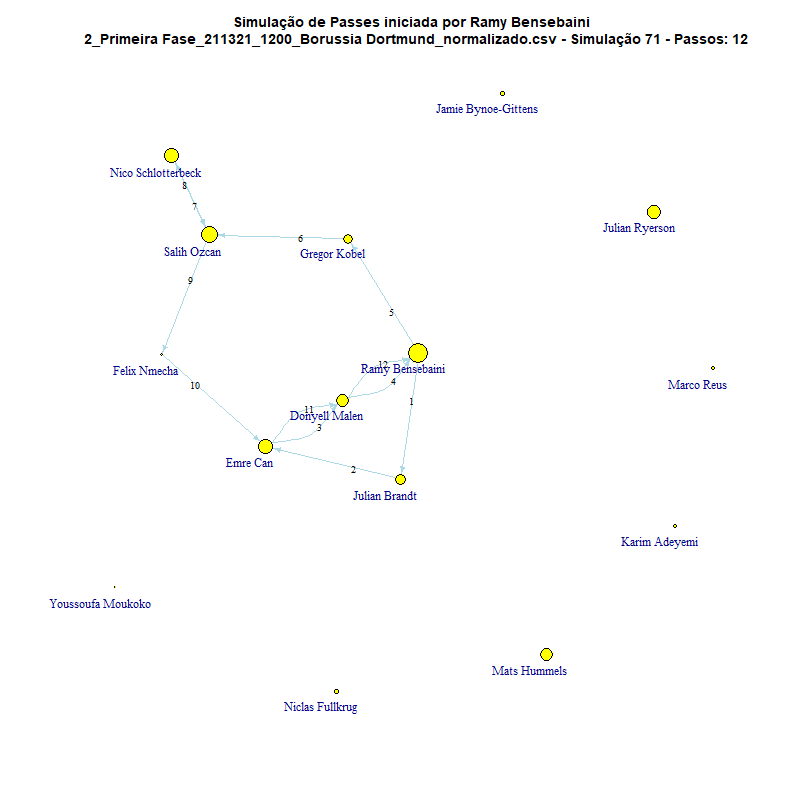 Simulação de Passes iniciada por Ramy Bensebaini
2_Primeira Fase_211321_1200_Borussia Dortmund_normalizado.csv - Simulação 71 - Passos: 12
Jamie Bynoe-Gittens
Nico Schlotterbeck
8
7
Julian Ryerson
Salih Ozcan
6
Gregor Kobel
9
5
Felix Nmecha
12
Ramy Bensebaini
Marco Reus
10
4
1
11
Donyell Malen
3
Emre Can
2
Julian Brandt
Karim Adeyemi
Youssoufa Moukoko
Mats Hummels
Niclas Fullkrug